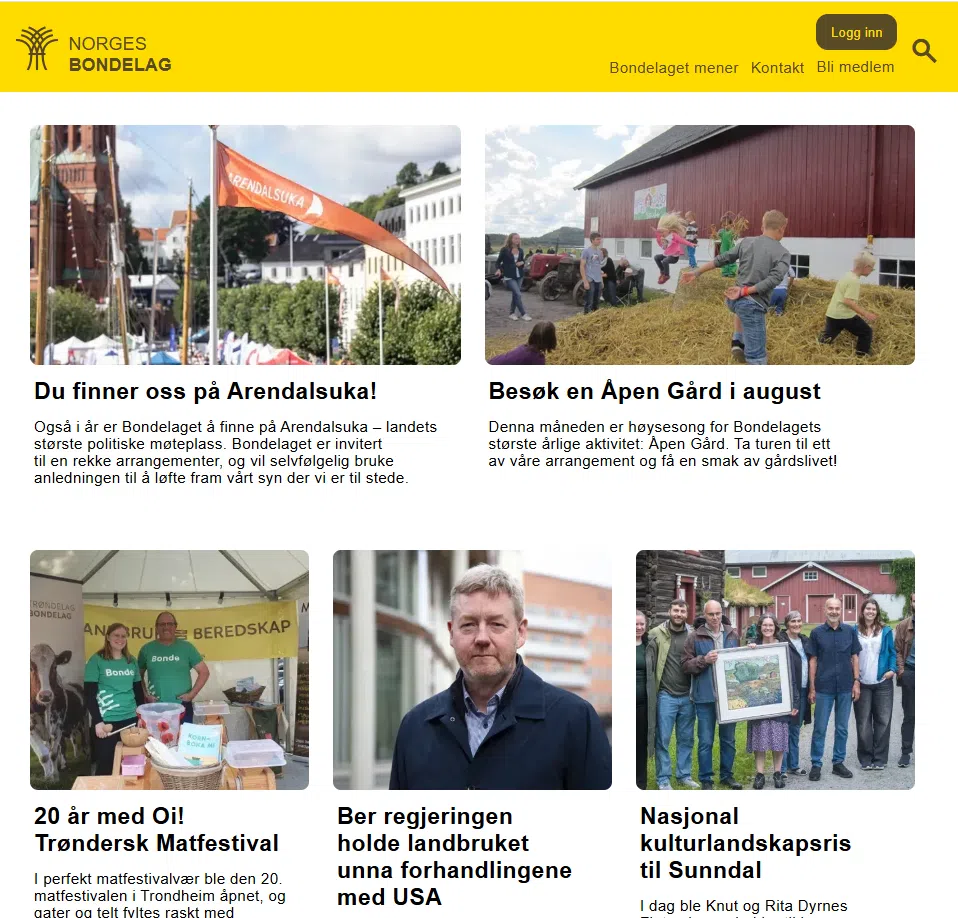 NORGES
BONDELAG
Logg inn
Bondelaget mener Kontakt Bli medlem
ARENDALSUKA
Du finner oss på Arendalsuka!
Også i år er Bondelaget å finne på Arendalsuka – landets
største politiske møteplass. Bondelaget er invitert
til en rekke arrangementer, og vil selvfølgelig bruke
anledningen til å løfte fram vårt syn der vi er til stede.
Besøk en Åpen Gård i august
Denne måneden er høysesong for Bondelagets
største årlige aktivitet: Åpen Gård. Ta turen til ett
av våre arrangement og få en smak av gårdslivet!
TRØNDELAG
BONDELAG
BEREDSKAP
Bonde
Bonde
20 år med Oi!
Trøndersk Matfestival
I perfekt matfestivalvær ble den 20.
matfestivalen i Trondheim åpnet, og
gater og telt fyltes raskt med
Ber regjeringen
holde landbruket
unna forhandlingene
med USA
Nasjonal
kulturlandskapsris
til Sunndal
I dag ble Knut og Rita Dyrnes